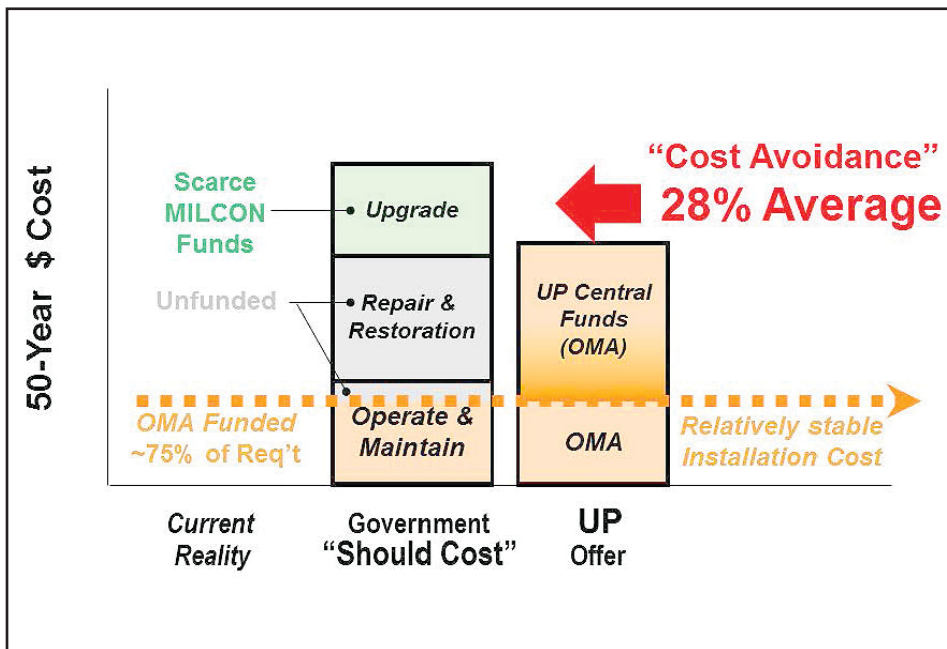 50-Year $ Cost
Scarce
MILCON
Funds
Unfunded
OMA Funded
~75% of Req't
Upgrade
Repair &
Restoration
Operate &
Maintain
"Cost Avoidance"
28% Average
UP Central
Funds
(OMA)
OMA
Relatively stable
Installation Cost
Current
Reality
Government
"Should Cost"
UP
Offer